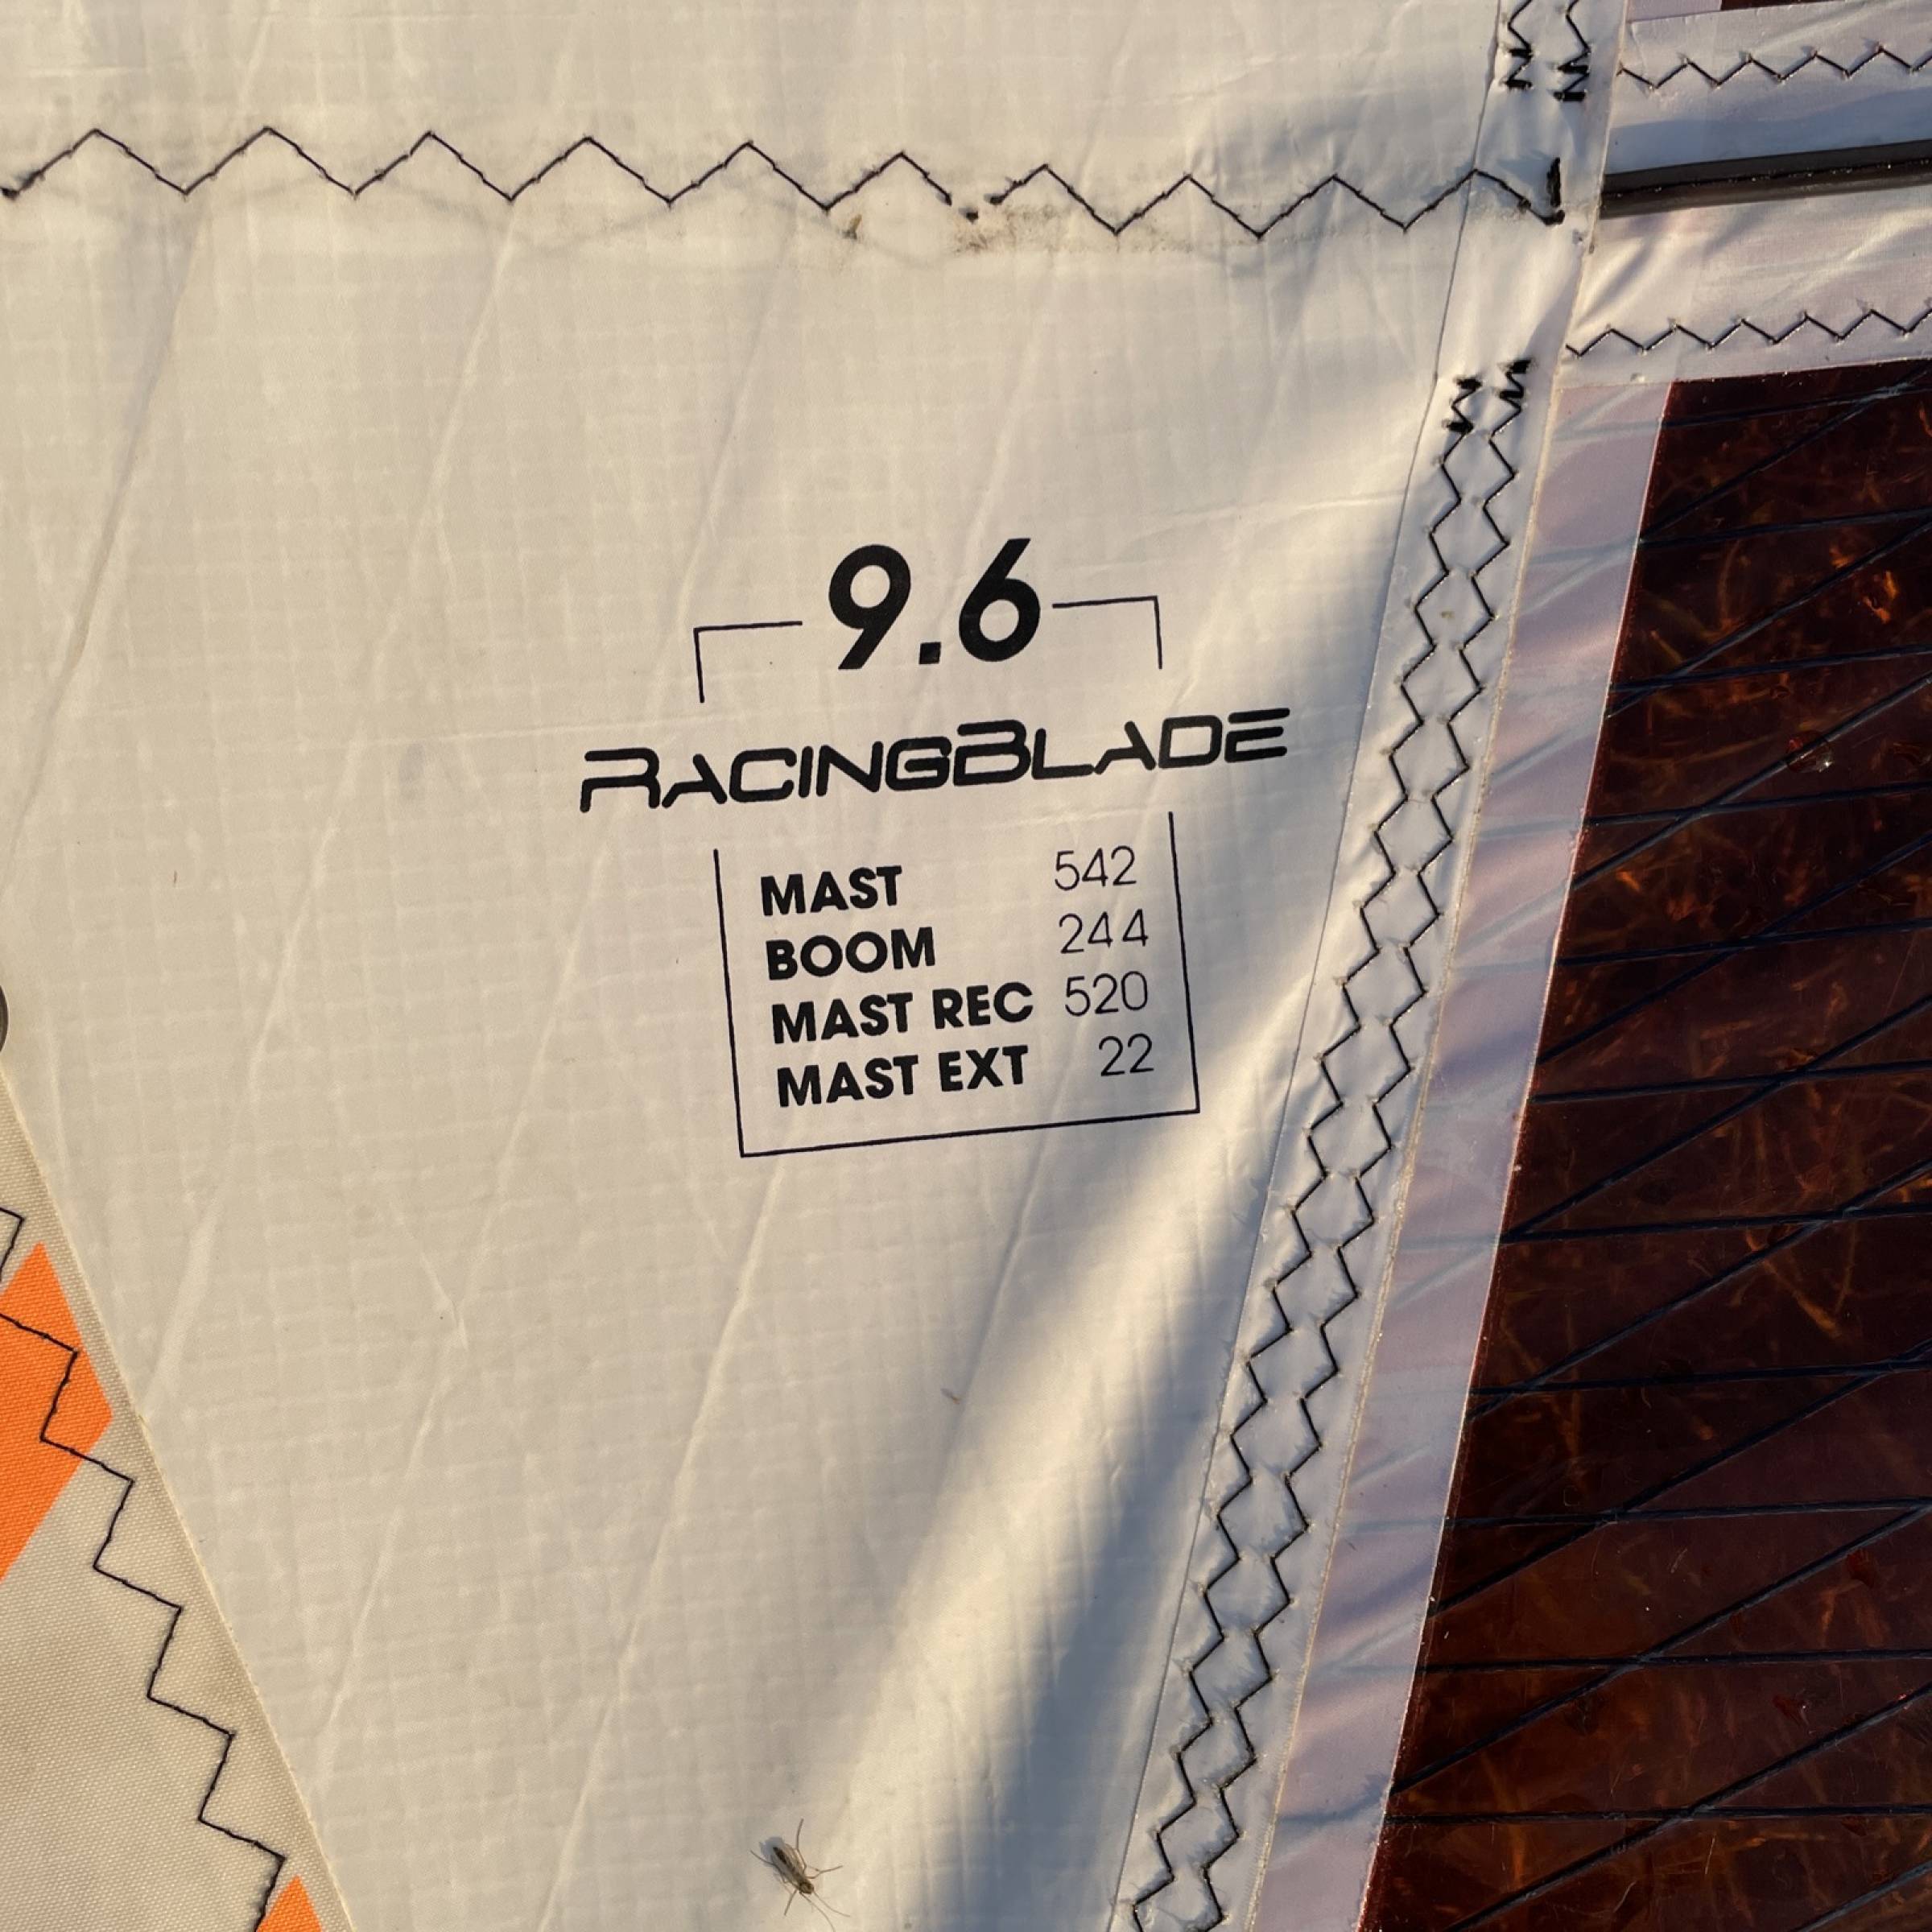 9.6
RACINGBLADE
MAST 542
BOOM 244
MAST REC 520
MAST EXT 22